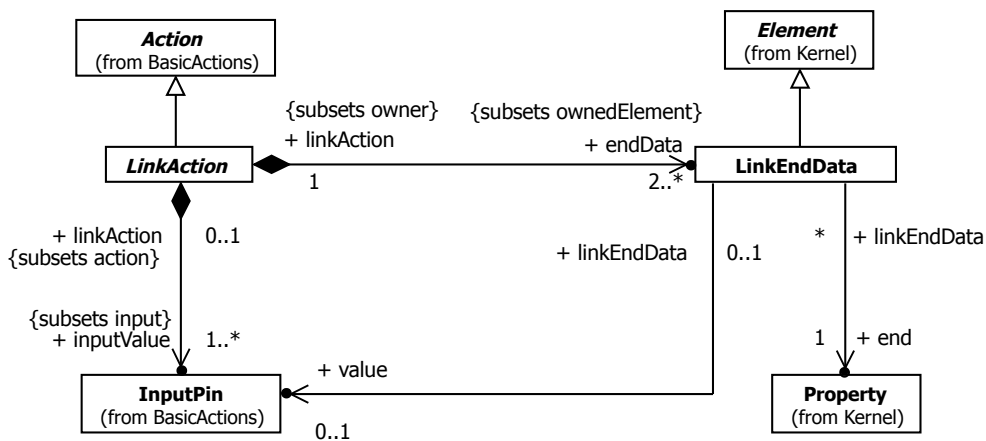 Action
(from BasicActions)
Element
(from Kernel)
{subsets owner}
{subsets ownedElement}
+ linkAction
+ endData
LinkAction
LinkEndData
1
2..*
+ linkAction
0..1
{subsets action}
+ linkEndData
0..1
*
+ linkEndData
{subsets input}
+ inputValue
1..*
1
+ end
+ value
InputPin
(from BasicActions)
Property
(from Kernel)
0..1